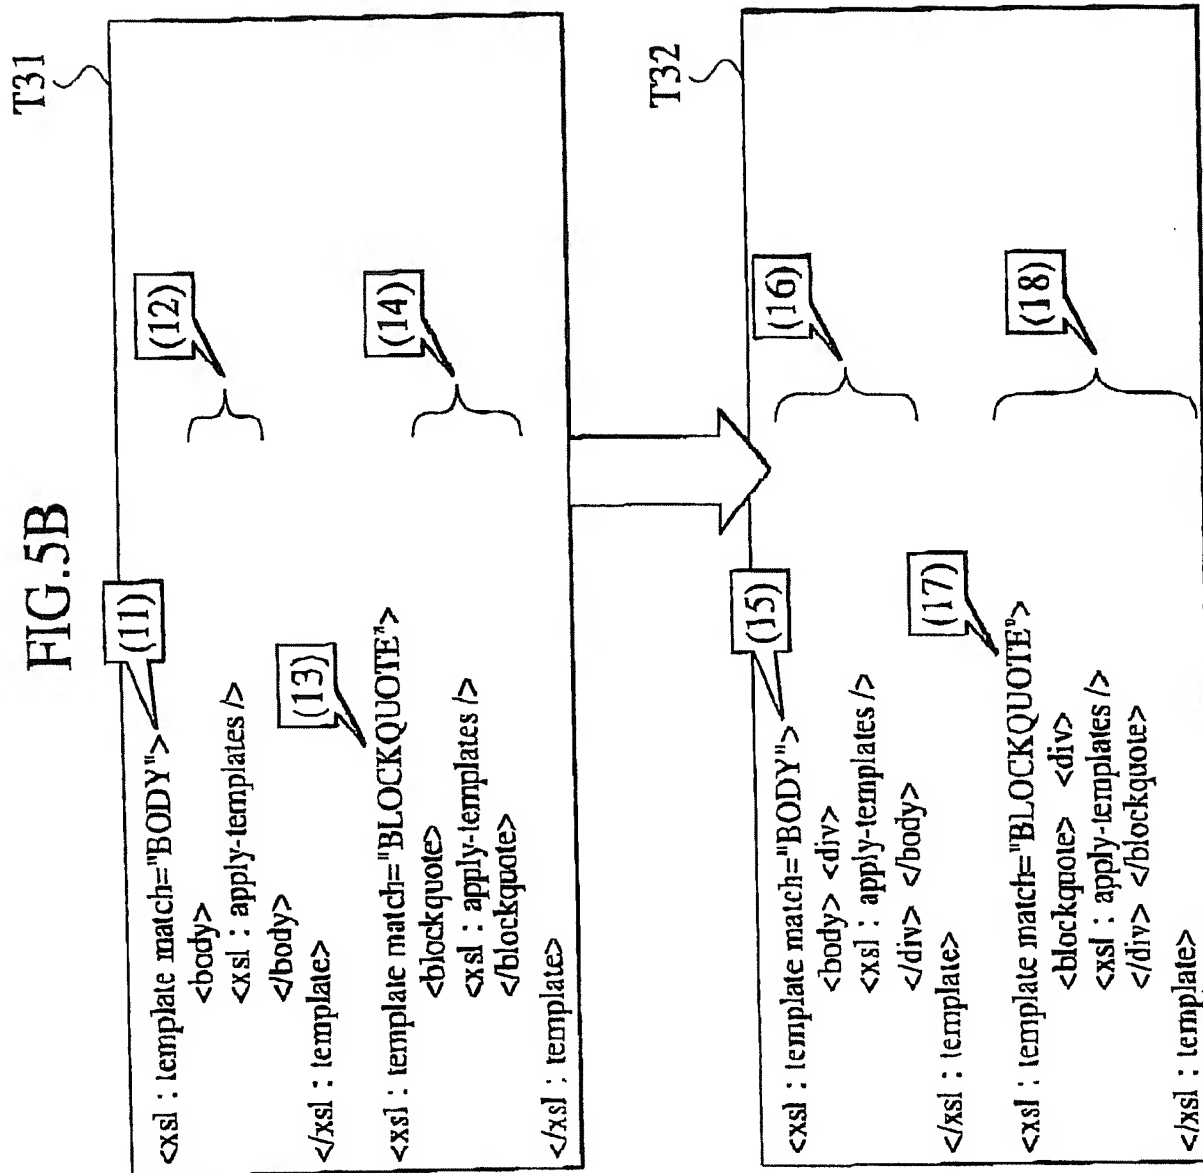 FIG.5B
T31
(11)
<xsl : template match="BODY">
(12)
<body>
<xsl : apply-templates />
</body>
</xsl : template>
(13)
<xsl : template match="BLOCKQUOTE">
(14)
<blockquote>
<xsl : apply-templates />
</blockquote>
</xsl : template>
T32
(15)
<xsl : template match="BODY">
(16)
<body> <div>
<xsl : apply-templates />
</div> </body>
</xsl : template>
(17)
<xsl : template match="BLOCKQUOTE">
(18)
<blockquote> <div>
<xsl : apply-templates />
</div> </blockquote>
</xsl : template>